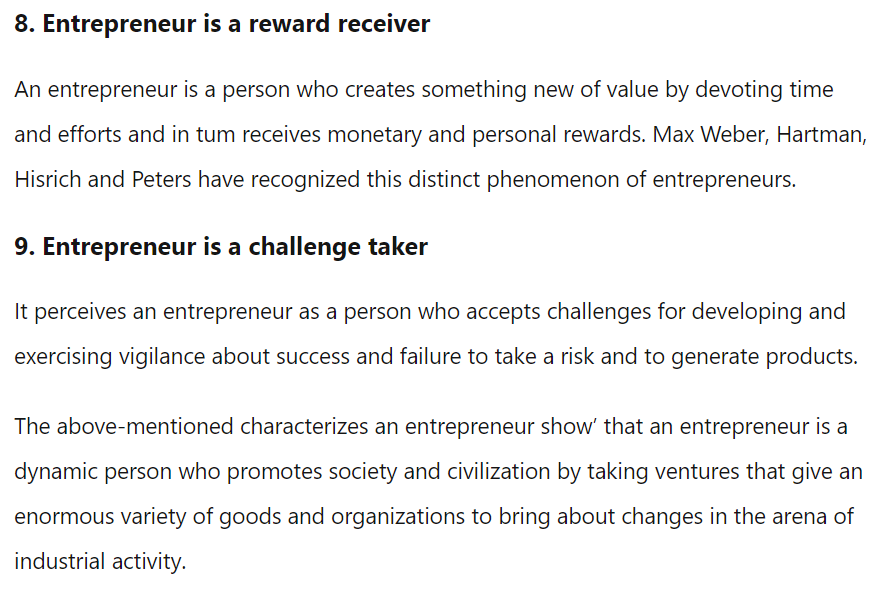 8. Entrepreneur is a reward receiver
An entrepreneur is a person who creates something new of value by devoting time
and efforts and in tum receives monetary and personal rewards. Max Weber, Hartman,
Hisrich and Peters have recognized this distinct phenomenon of entrepreneurs.
9. Entrepreneur is a challenge taker
It perceives an entrepreneur as a person who accepts challenges for developing and
exercising vigilance about success and failure to take a risk and to generate products.
The above-mentioned characterizes an entrepreneur show’ that an entrepreneur is a
dynamic person who promotes society and civilization by taking ventures that give an
enormous variety of goods and organizations to bring about changes in the arena of
industrial activity.